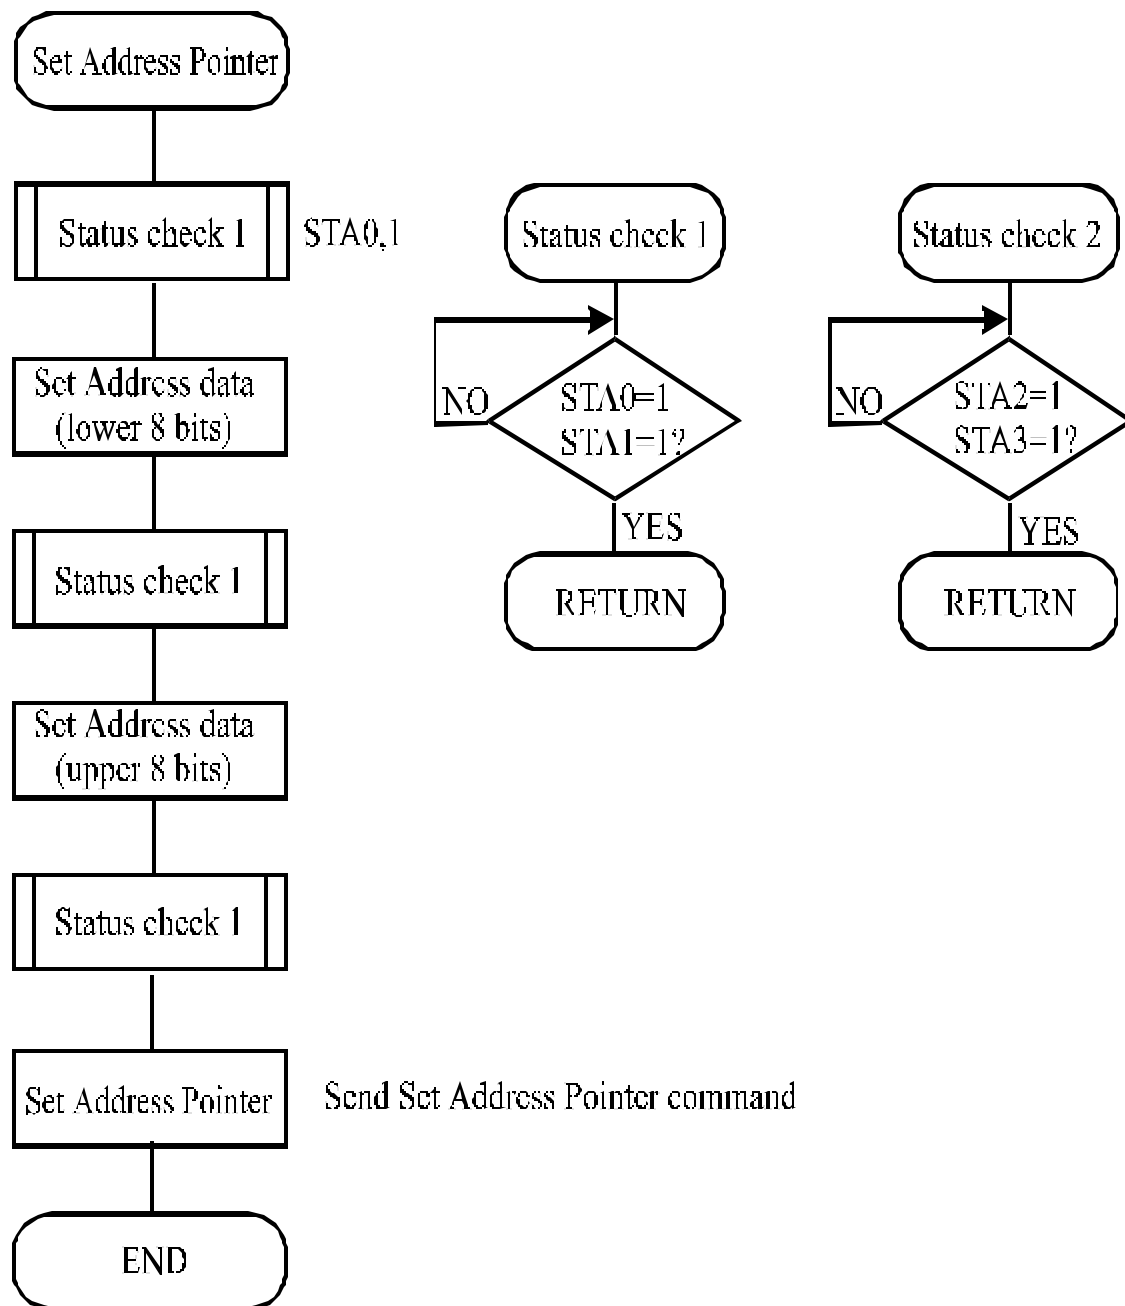 Set Address Pointer
Status check 1
STA0,1
Set Address data
(lower 8 bits)
Status check 1
Set Address data
(upper 8 bits)
Status check 1
Set Address Pointer
Send Set Address Pointer command
END
Status check 1
NO
STA0=1
STA1=1?
YES
RETURN
Status check 2
NO
STA2=1
STA3=1?
YES
RETURN